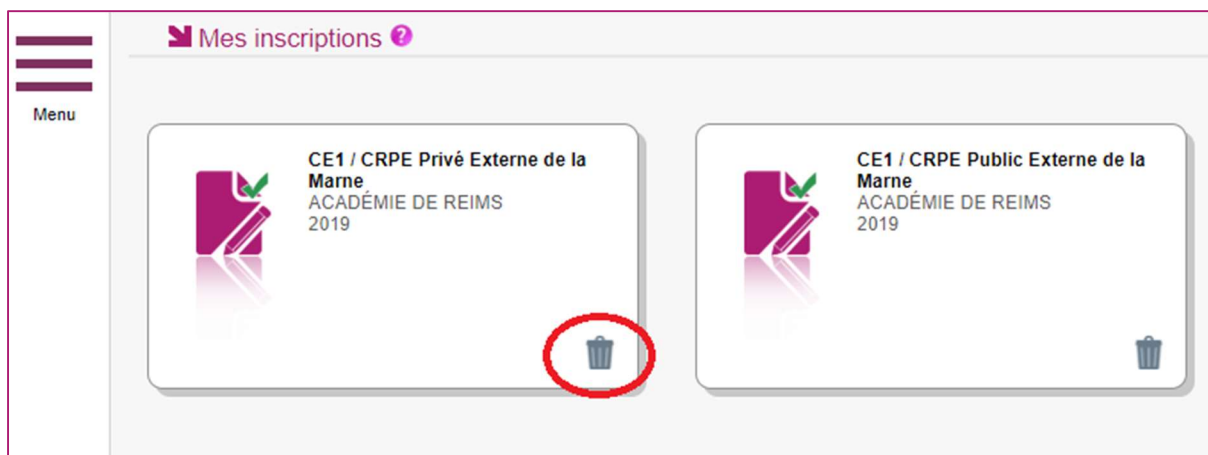 Mes inscriptions ?
Menu
CE1 / CRPE Privé Externe de la
Marne
ACADÉMIE DE REIMS
2019
CE1 / CRPE Public Externe de la
Marne
ACADÉMIE DE REIMS
2019